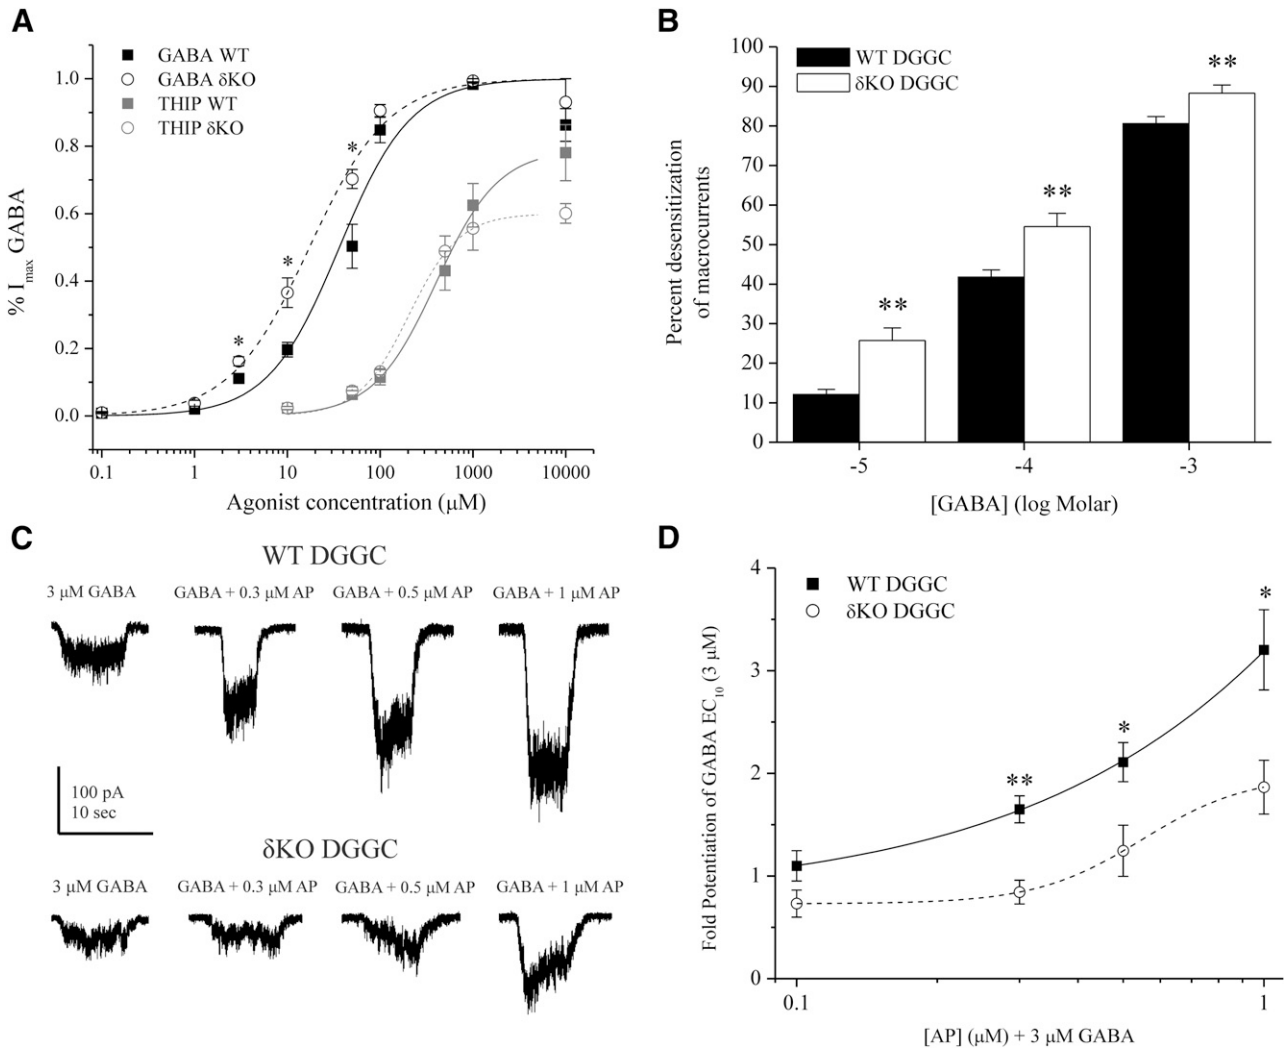 A
GABA WT
GABA δKO
THIP WT
THIP δKO
% Imax GABA
1.0
0.8
0.6
0.4
0.2
0.0
*
*
*
0.1
1
10
100
1000
10000
Agonist concentration (μM)
B
WT DGGC
δKO DGGC
Percent desensitization
of macrocurrents
100
90
80
70
60
50
40
30
20
10
0
**
**
**
-5
-4
-3
[GABA] (log Molar)
C
WT DGGC
3 μM GABA
GABA + 0.3 μM AP
GABA + 0.5 μM AP
GABA + 1 μM AP
100 pA
10 sec
δKO DGGC
3 μM GABA
GABA + 0.3 μM AP
GABA + 0.5 μM AP
GABA + 1 μM AP
D
WT DGGC
δKO DGGC
Fold Potentiation of GABA EC10 (3 μM)
4
3
2
1
0
**
*
*
0.1
1
[AP] (μM) + 3 μM GABA